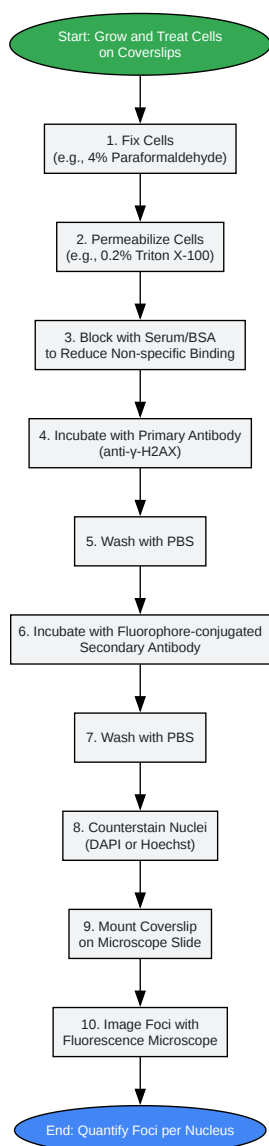 Start: Grow and Treat Cells
on Coverslips
1. Fix Cells
(e.g., 4% Paraformaldehyde)
2. Permeabilize Cells
(e.g., 0.2% Triton X-100)
3. Block with Serum/BSA
to Reduce Non-specific Binding
4. Incubate with Primary Antibody
(anti-γ-H2AX)
5. Wash with PBS
6. Incubate with Fluorophore-conjugated
Secondary Antibody
7. Wash with PBS
8. Counterstain Nuclei
(DAPI or Hoechst)
9. Mount Coverslip
on Microscope Slide
10. Image Foci with
Fluorescence Microscope
End: Quantify Foci per Nucleus